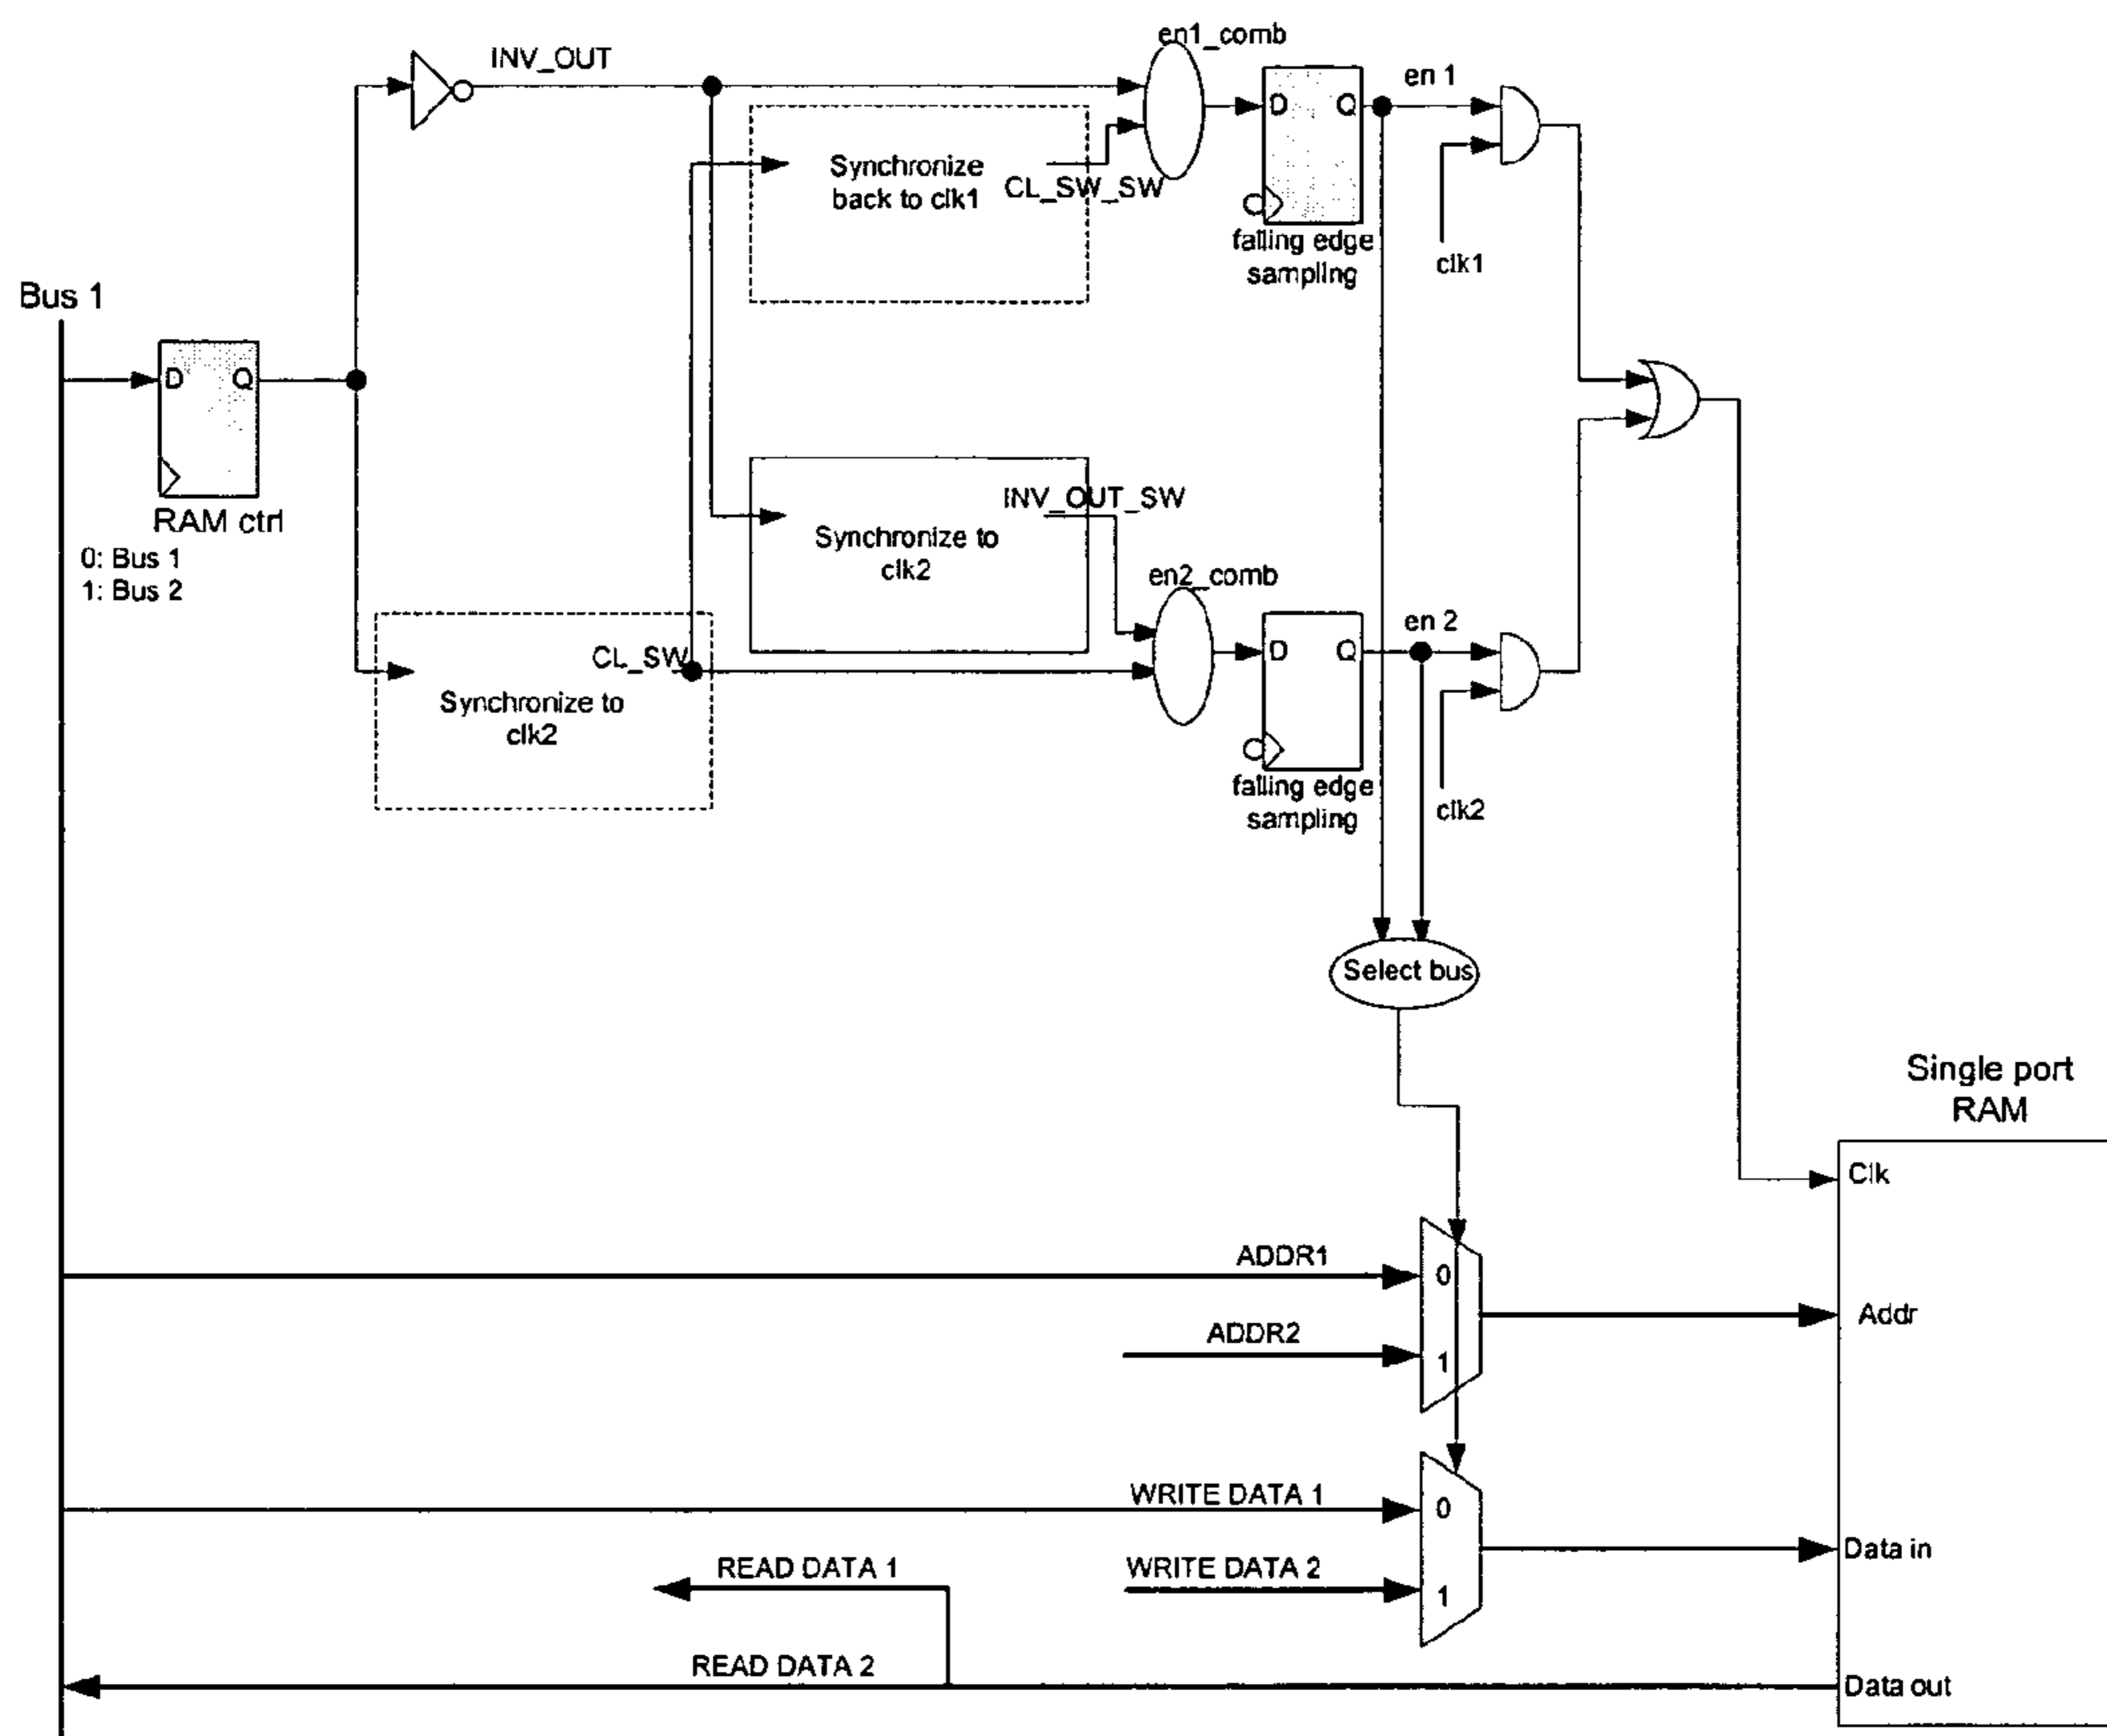 en1_comb
INV_OUT
en 1
D Q
Synchronize
back to clk1
CL_SW_SW
falling edge
sampling
clk1
Bus 1
D Q
RAM ctrl
0: Bus 1
1: Bus 2
INV_OUT_SW
Synchronize to
clk2
en2_comb
en 2
D Q
CL_SW
Synchronize to
clk2
falling edge
sampling
clk2
Select bus
Single port
RAM
Clk
ADDR1
0
Addr
ADDR2
1
WRITE DATA 1
0
Data in
READ DATA 1
WRITE DATA 2
1
READ DATA 2
Data out